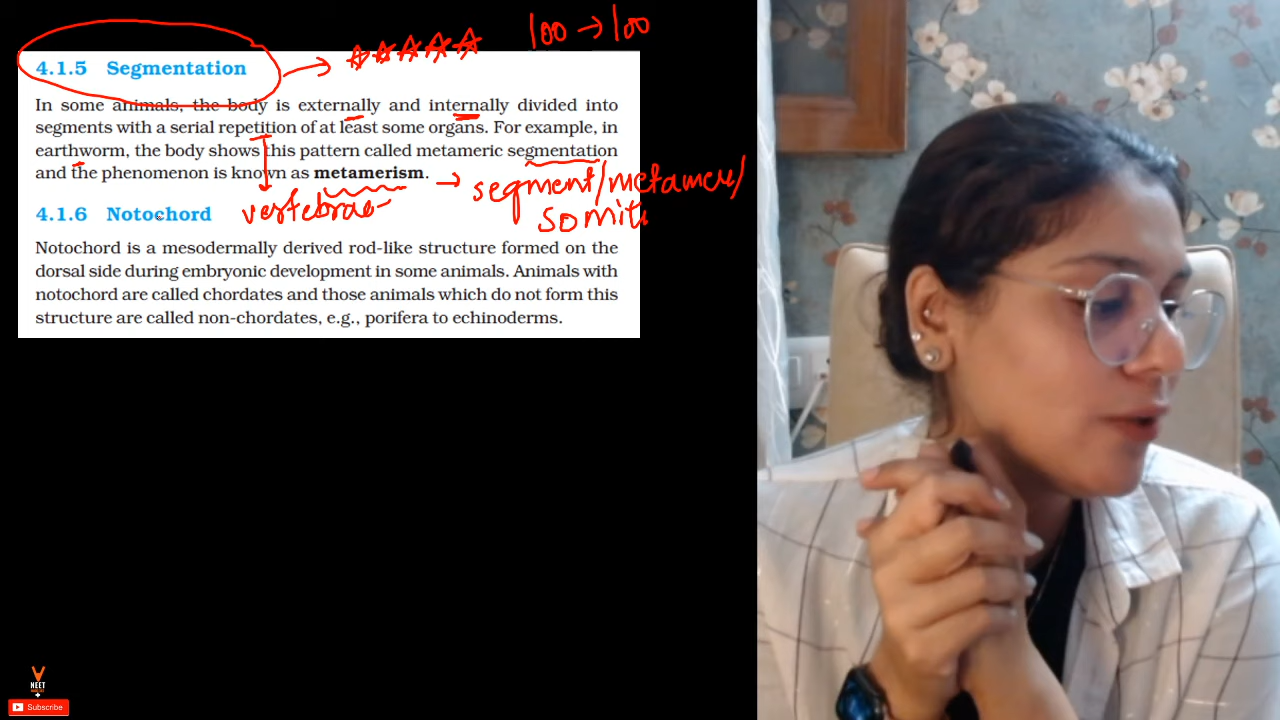 100 → 100
4.1.5 Segmentation
In some animals, the body is externally and internally divided into
segments with a serial repetition of at least some organs. For example, in
earthworm, the body shows this pattern called metameric segmentation
and the phenomenon is known as metamerism.
segment/metamere/
somite
vertebrae
4.1.6 Notochord
Notochord is a mesodermally derived rod-like structure formed on the
dorsal side during embryonic development in some animals. Animals with
notochord are called chordates and those animals which do not form this
structure are called non-chordates, e.g., porifera to echinoderms.
NEET
Subscribe